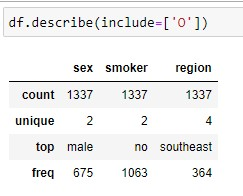 df.describe(include=['O'])
sex smoker region
count 1337 1337 1337
unique 2 2 4
top male no southeast
freq 675 1063 364